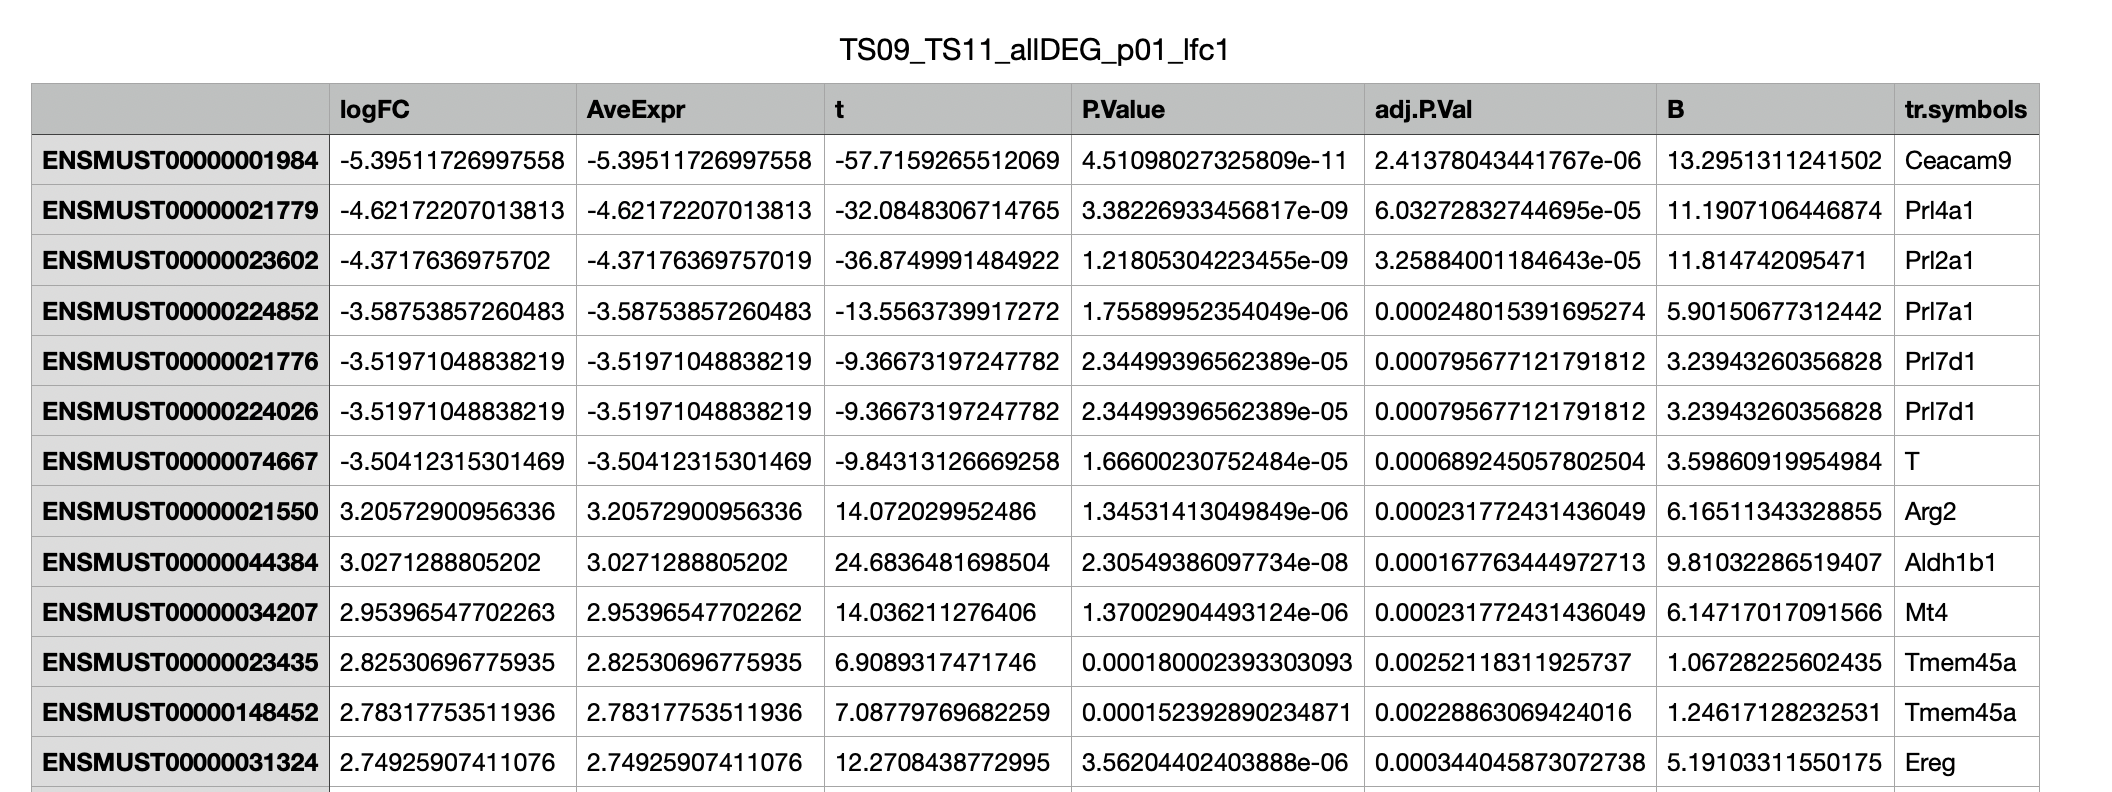 TS09_TS11_allDEG_p01_lfc1
logFC AveExpr t P.Value adj.P.Val B tr.symbols
ENSMUST00000001984 -5.39511726997558 -5.39511726997558 -57.7159265512069 4.51098027325809e-11 2.41378043441767e-06 13.2951311241502 Ceacam9
ENSMUST00000021779 -4.62172207013813 -4.62172207013813 -32.0848306714765 3.38226933456817e-09 6.03272832744695e-05 11.1907106446874 Prl4a1
ENSMUST00000023602 -4.3717636975702 -4.37176369757019 -36.8749991484922 1.21805304223455e-09 3.25884001184643e-05 11.814742095471 Prl2a1
ENSMUST00000224852 -3.58753857260483 -3.58753857260483 -13.5563739917272 1.75589952354049e-06 0.000248015391695274 5.90150677312442 Prl7a1
ENSMUST00000021776 -3.51971048838219 -3.51971048838219 -9.36673197247782 2.34499396562389e-05 0.000795677121791812 3.23943260356828 Prl7d1
ENSMUST00000224026 -3.51971048838219 -3.51971048838219 -9.36673197247782 2.34499396562389e-05 0.000795677121791812 3.23943260356828 Prl7d1
ENSMUST00000074667 -3.50412315301469 -3.50412315301469 -9.84313126669258 1.66600230752484e-05 0.000689245057802504 3.59860919954984 T
ENSMUST00000021550 3.20572900956336 3.20572900956336 14.072029952486 1.34531413049849e-06 0.000231772431436049 6.16511343328855 Arg2
ENSMUST00000044384 3.0271288805202 3.0271288805202 24.6836481698504 2.30549386097734e-08 0.000167763444972713 9.81032286519407 Aldh1b1
ENSMUST00000034207 2.95396547702263 2.95396547702262 14.036211276406 1.37002904493124e-06 0.000231772431436049 6.14717017091566 Mt4
ENSMUST00000023435 2.82530696775935 2.82530696775935 6.9089317471746 0.000180002393303093 0.00252118311925737 1.06728225602435 Tmem45a
ENSMUST00000148452 2.78317753511936 2.78317753511936 7.08779769682259 0.000152392890234871 0.00228863069424016 1.24617128232531 Tmem45a
ENSMUST00000031324 2.74925907411076 2.74925907411076 12.2708438772995 3.56204402403888e-06 0.000344045873072738 5.19103311550175 Ereg